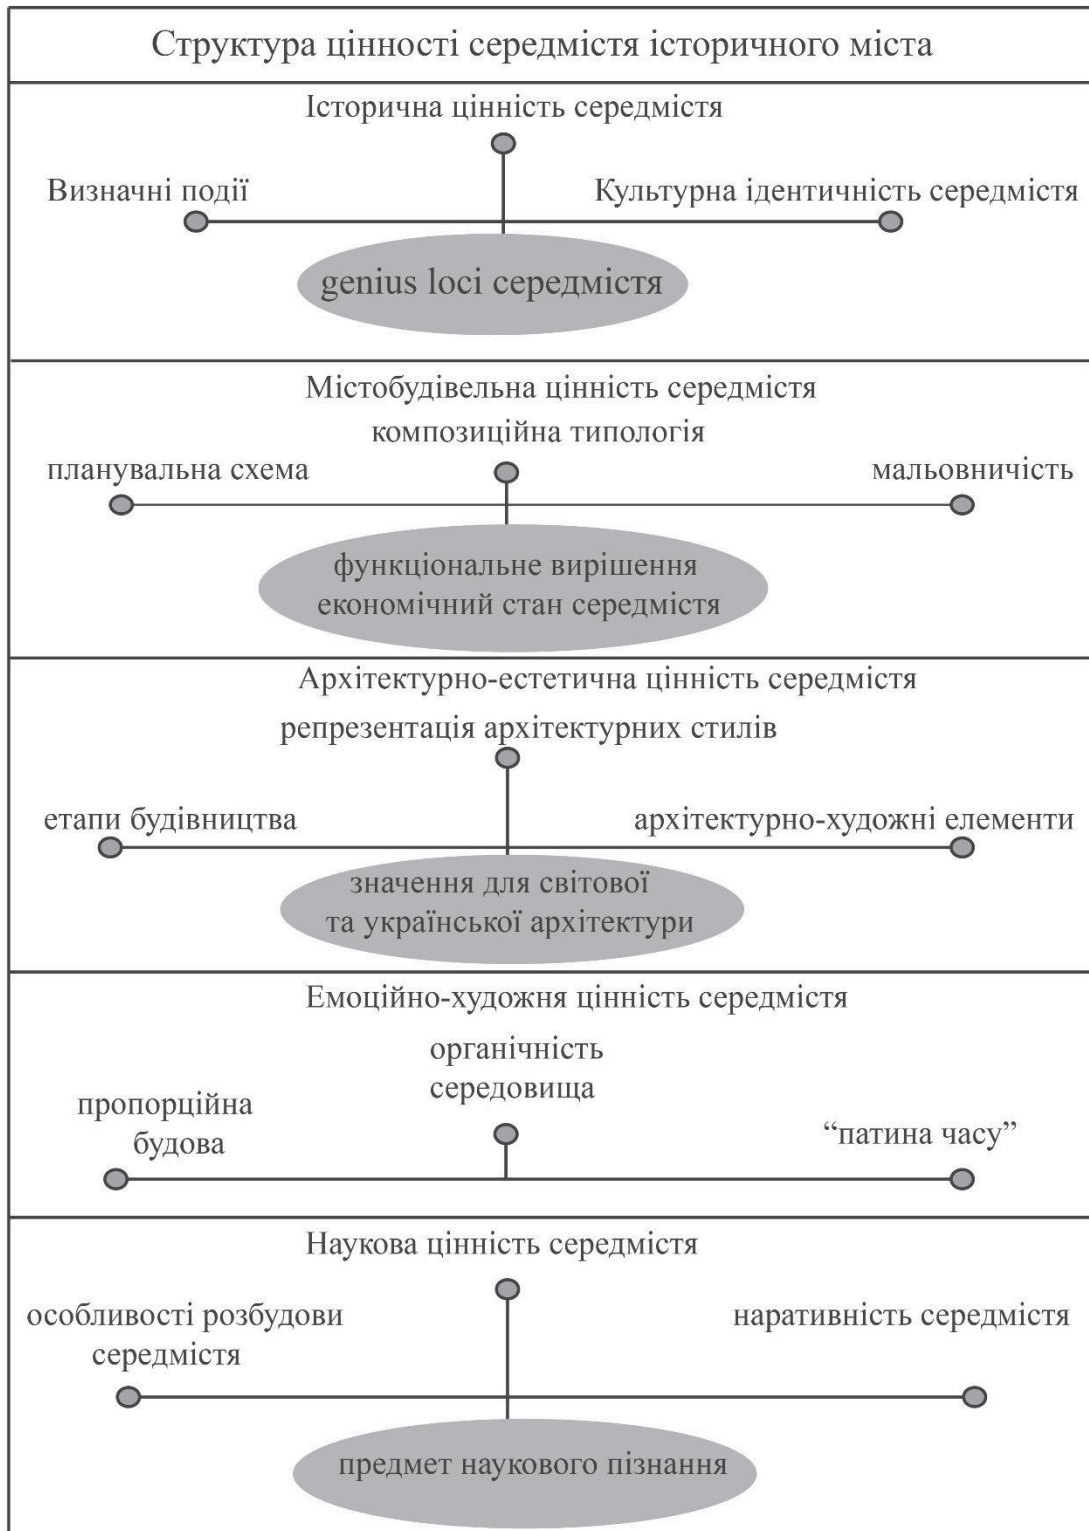 Структура цінності середмістя історичного міста
Історична цінність середмістя
Визначні події
Культурна ідентичність середмістя
genius loci середмістя
Містобудівельна цінність середмістя
композиційна типологія
планувальна схема
мальовничість
функціональне вирішення
економічний стан середмістя
Архітектурно-естетична цінність середмістя
репрезентація архітектурних стилів
етапи будівництва
архітектурно-художні елементи
значення для світової
та української архітектури
Емоційно-художня цінність середмістя
органічність
середовища
пропорційна
будова
“патина часу”
Наукова цінність середмістя
особливості розбудови
середмістя
наративність середмістя
предмет наукового пізнання